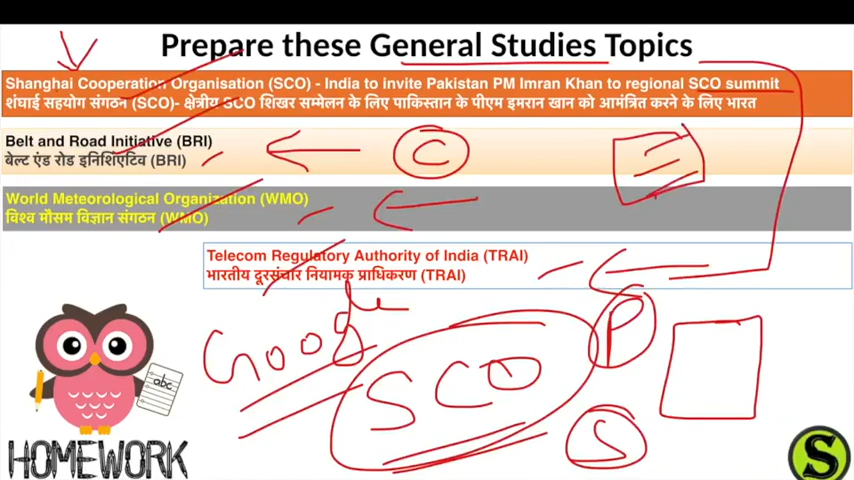 Prepare these General Studies Topics
Shanghai Cooperation Organisation (SCO) - India to invite Pakistan PM Imran Khan to regional SCO summit
शंघाई सहयोग संगठन (SCO)- क्षेत्रीय SCO शिखर सम्मेलन के लिए पाकिस्तान के पीएम इमरान खान को आमंत्रित करने के लिए भारत
Belt and Road Initiative (BRI)
बेल्ट एंड रोड इनिशिएटिव (BRI)
C
World Meteorological Organization (WMO)
विश्व मौसम विज्ञान संगठन (WMO)
Telecom Regulatory Authority of India (TRAI)
भारतीय दूरसंचार नियामक प्राधिकरण (TRAI)
Google
SCO
P
S
abc
HOMEWORK
S